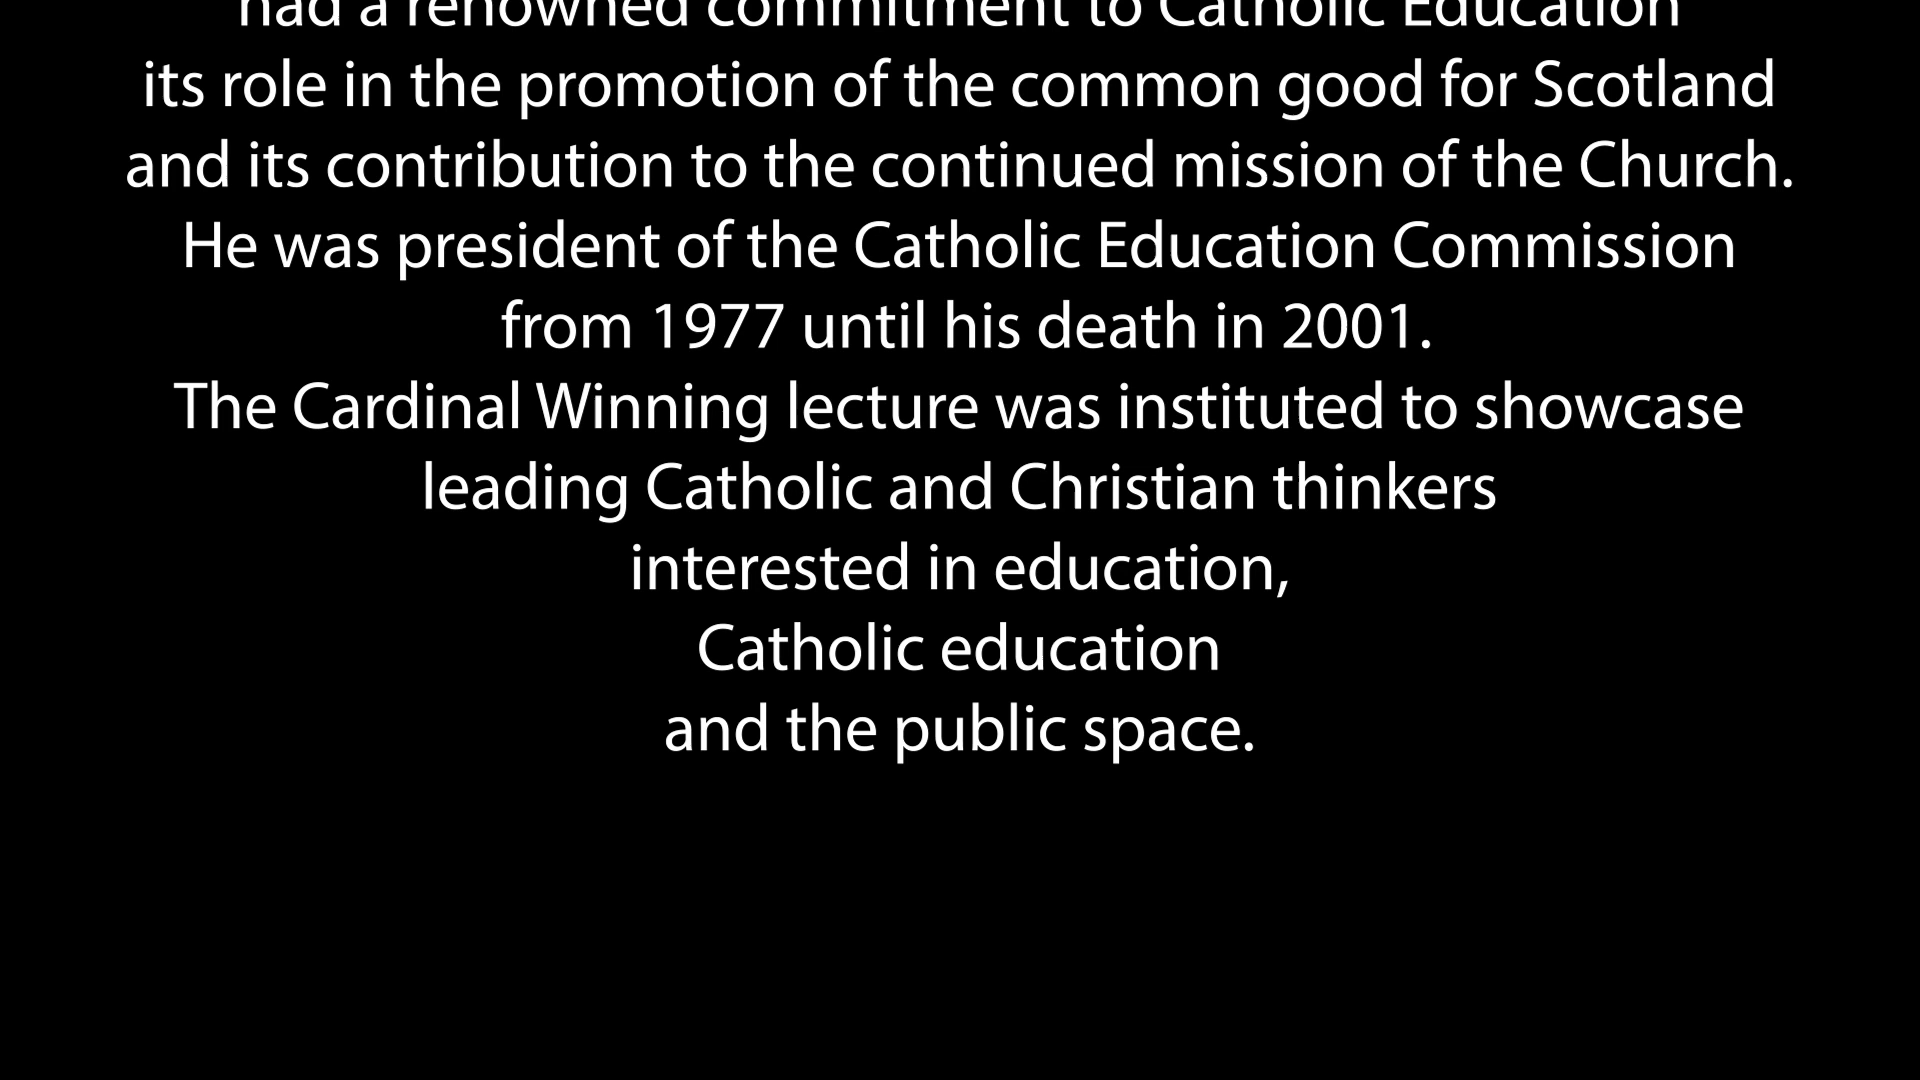 had a renowned commitment to Catholic Education
its role in the promotion of the common good for Scotland
and its contribution to the continued mission of the Church.
He was president of the Catholic Education Commission
from 1977 until his death in 2001.
The Cardinal Winning lecture was instituted to showcase
leading Catholic and Christian thinkers
interested in education,
Catholic education
and the public space.